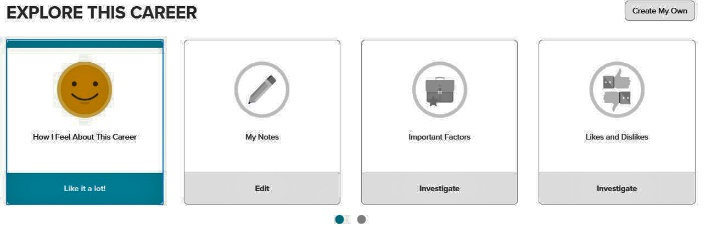 EXPLORE THIS CAREER
Create My Own
How I Feel About This Career
My Notes
Important Factors
Likes and Dislikes
Like it a lot!
Edit
Investigate
Investigate